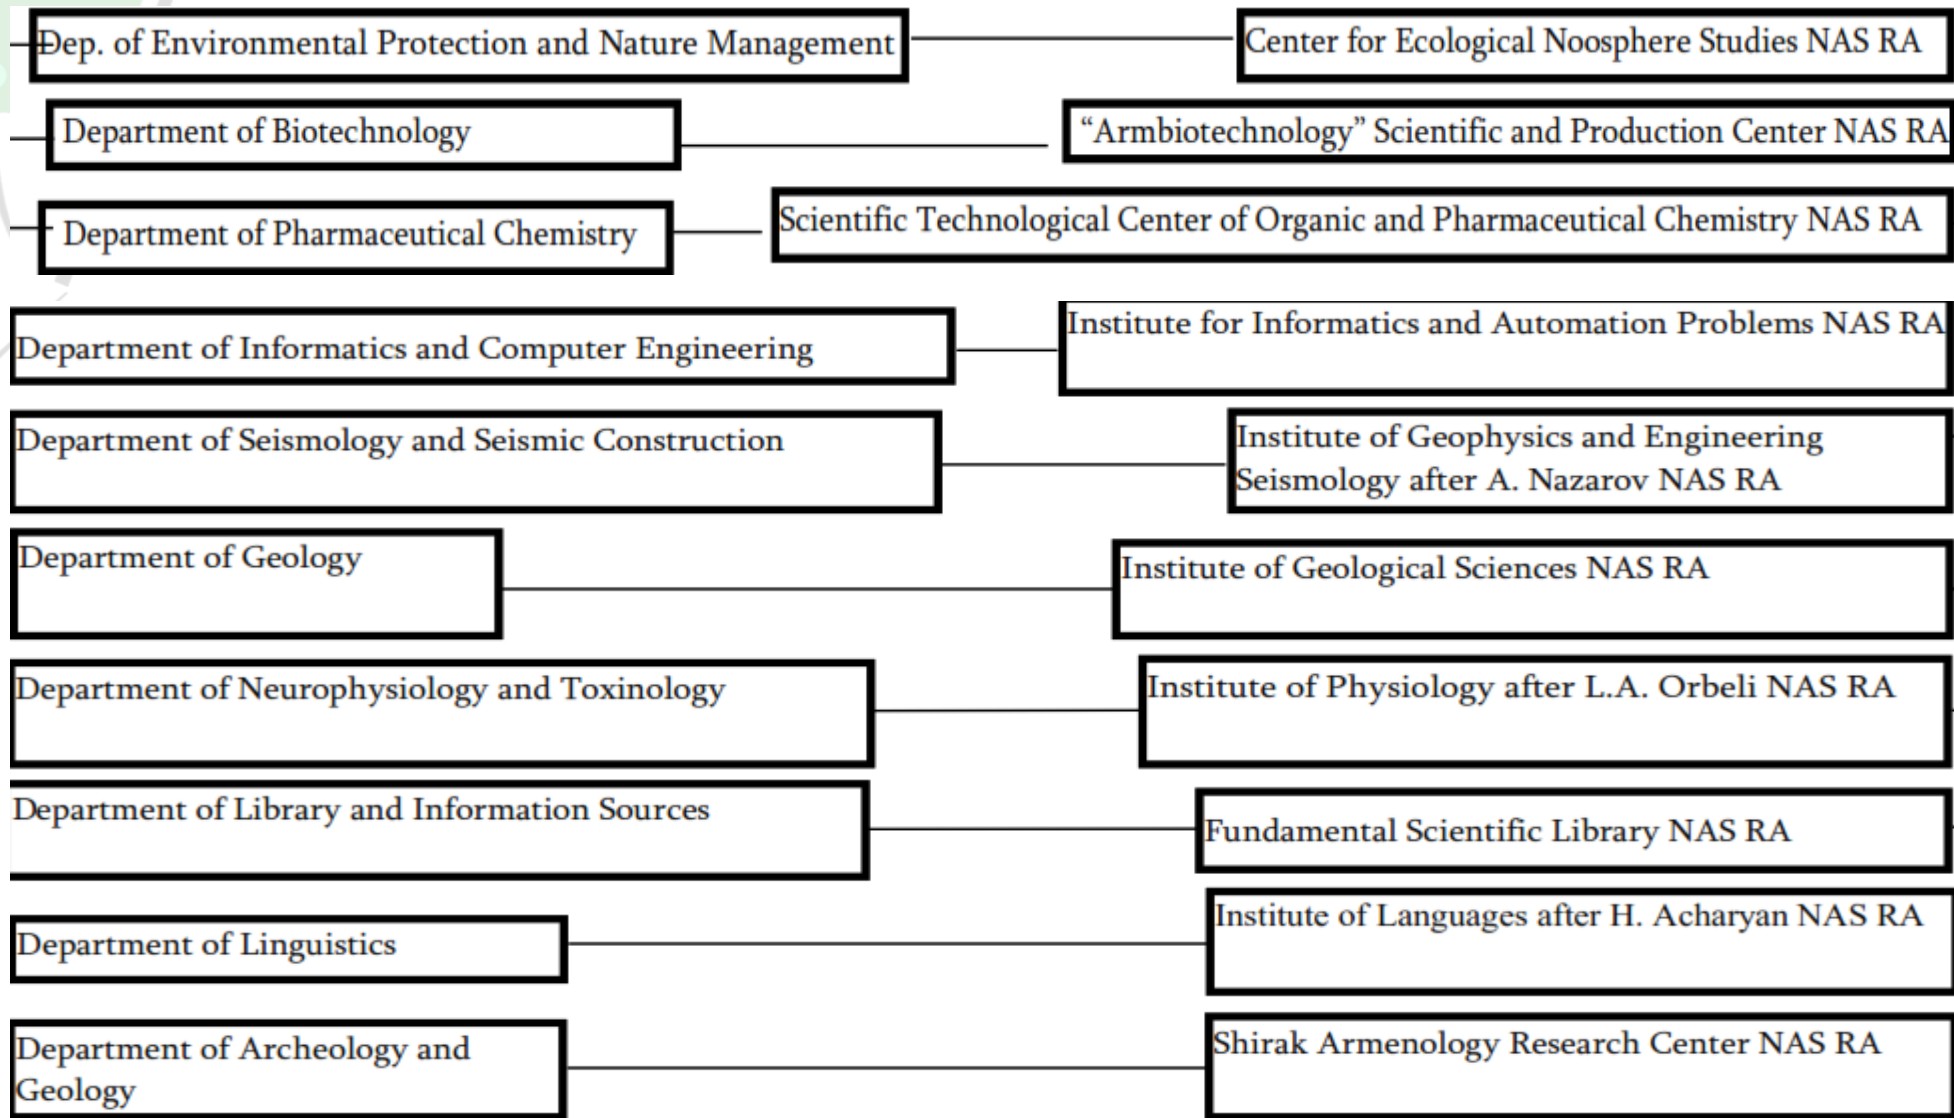 Dep. of Environmental Protection and Nature Management
Center for Ecological Noosphere Studies NAS RA
Department of Biotechnology
“Armbiotechnology” Scientific and Production Center NAS RA
Department of Pharmaceutical Chemistry
Scientific Technological Center of Organic and Pharmaceutical Chemistry NAS RA
Department of Informatics and Computer Engineering
Institute for Informatics and Automation Problems NAS RA
Department of Seismology and Seismic Construction
Institute of Geophysics and Engineering
Seismology after A. Nazarov NAS RA
Department of Geology
Institute of Geological Sciences NAS RA
Department of Neurophysiology and Toxinology
Institute of Physiology after L.A. Orbeli NAS RA
Department of Library and Information Sources
Fundamental Scientific Library NAS RA
Department of Linguistics
Institute of Languages after H. Acharyan NAS RA
Department of Archeology and
Geology
Shirak Armenology Research Center NAS RA